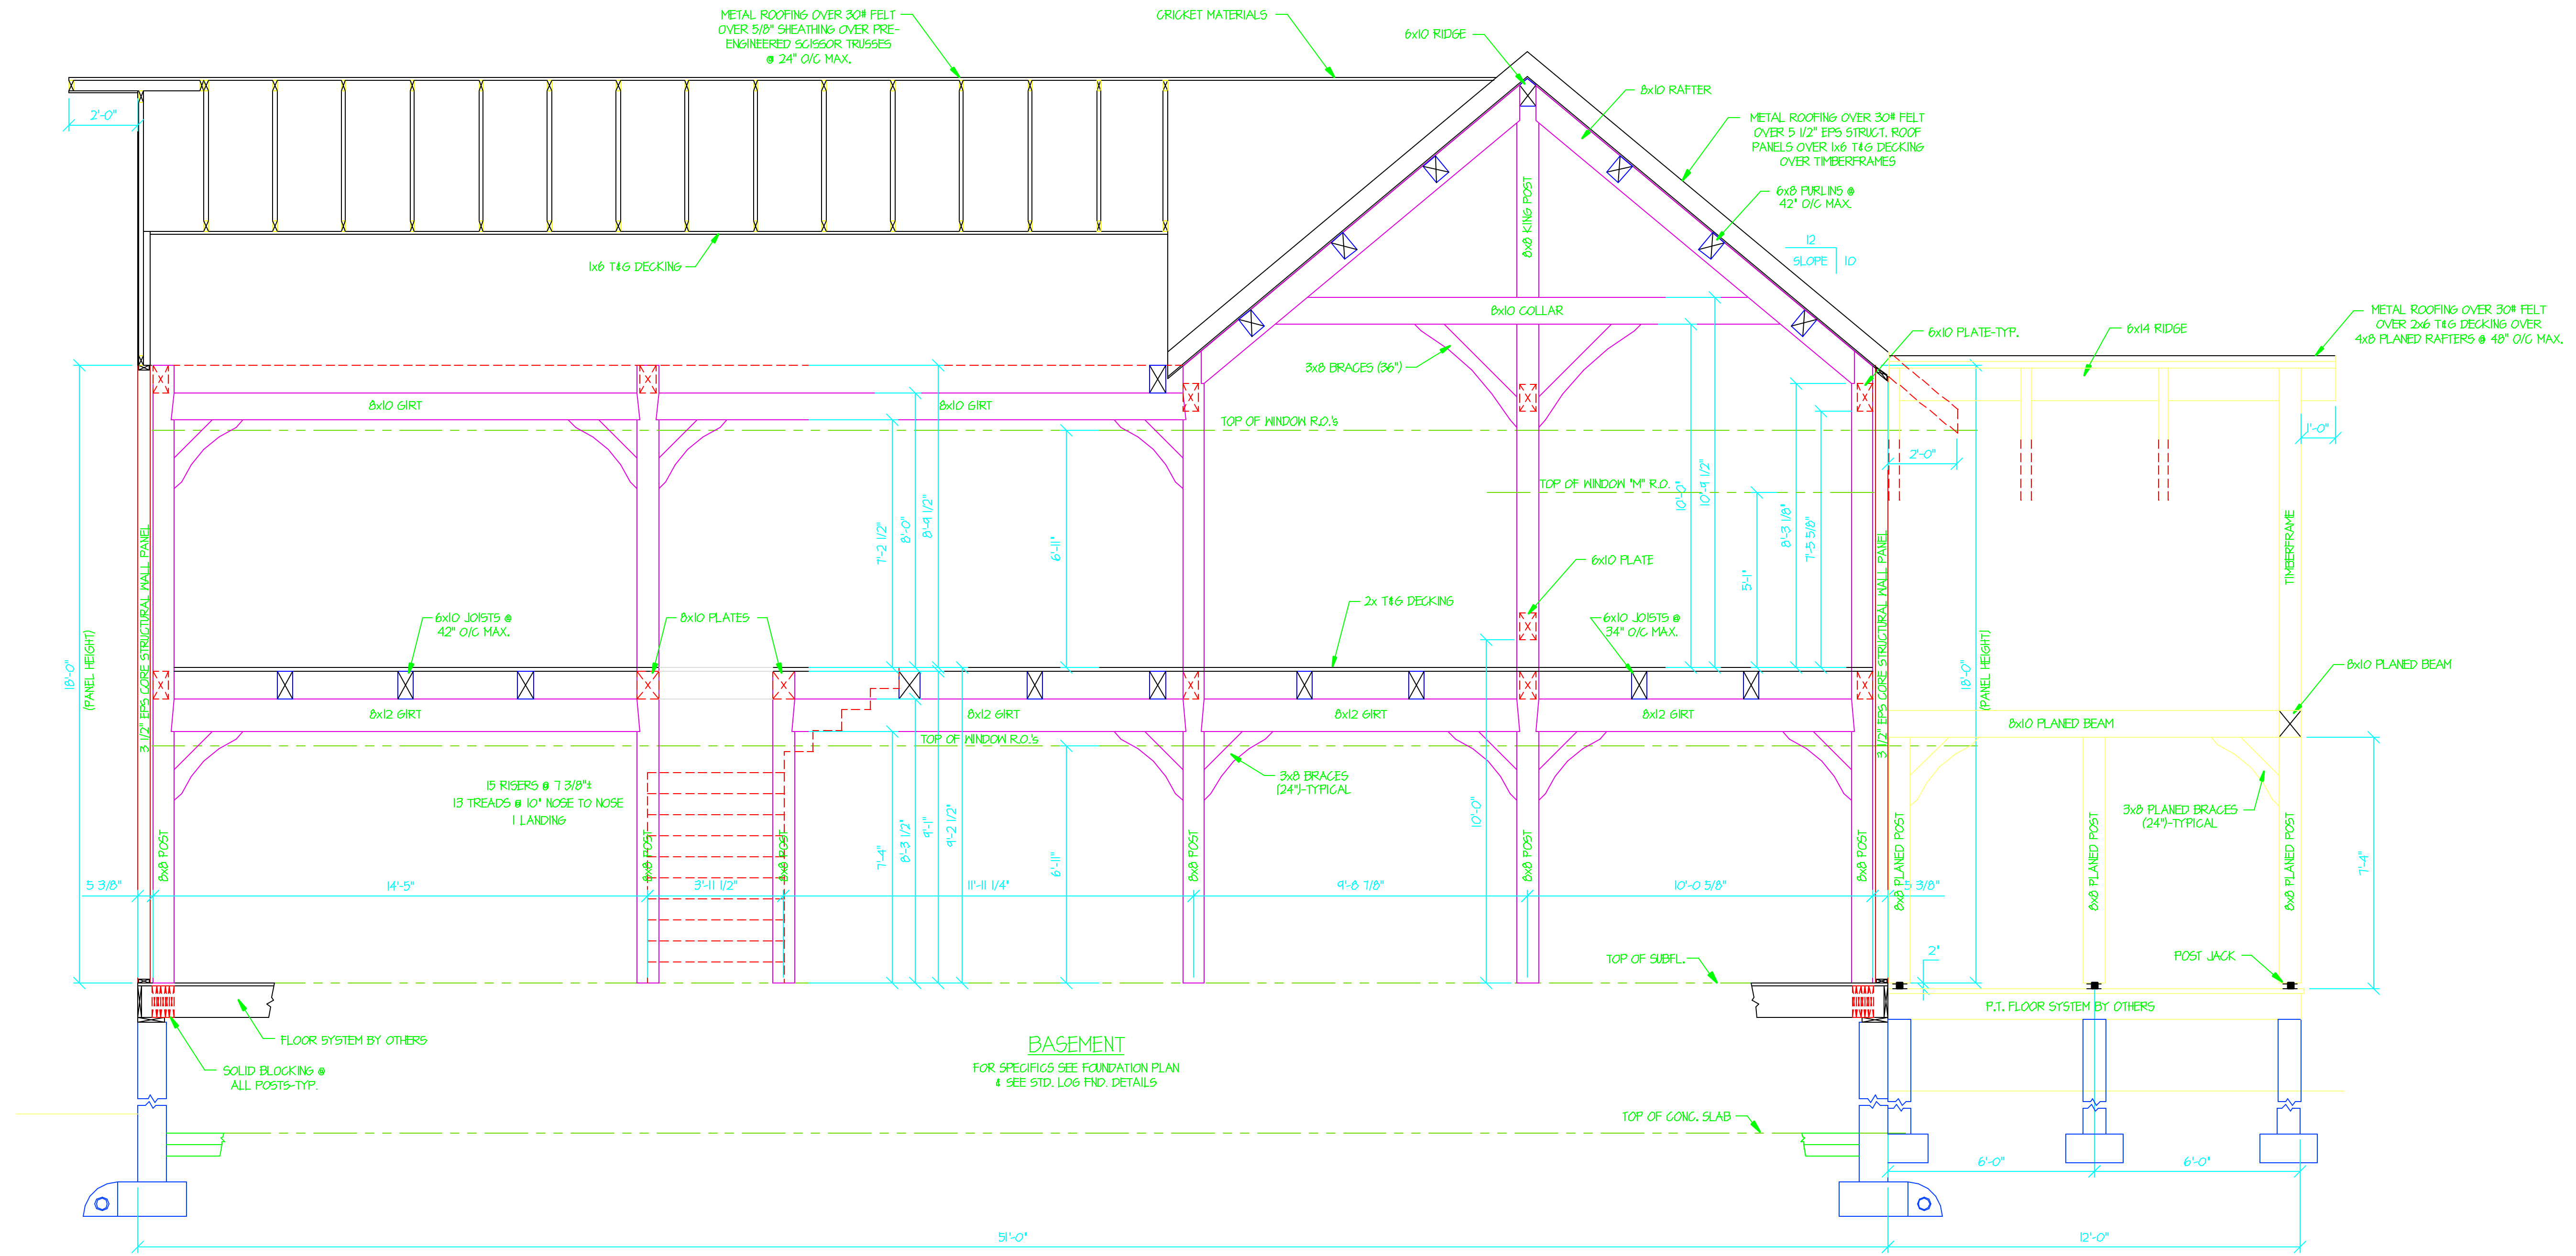 METAL ROOFING OVER 30# FELT
OVER 5/8" SHEATHING OVER PRE-
ENGINEERED SCISSOR TRUSSES
@ 24" O/C MAX.
CRICKET MATERIALS
6x10 RIDGE
8x10 RAFTER
METAL ROOFING OVER 30# FELT
OVER 5 1/2" EPS STRUCT. ROOF
PANELS OVER 1x6 T&G DECKING
OVER TIMBERFRAMES
2'-0"
6x8 PURLINS @
42" O/C MAX.
8x8 KING POST
12
SLOPE
10
1x6 T&G DECKING
8x10 COLLAR
METAL ROOFING OVER 30# FELT
OVER 2x6 T&G DECKING OVER
4x8 PLANED RAFTERS @ 48" O/C MAX.
6x14 RIDGE
6x10 PLATE-TYP.
3x8 BRACES (36")
8x10 GIRT
8x10 GIRT
TOP OF WINDOW R.O.'s
1'-0"
2'-0"
TOP OF WINDOW "M" R.O.
10'-0"
10'-9 1/2"
7'-2 1/2"
8'-0"
8'-9 1/2"
6'-11"
8'-3 1/8"
7'-5 5/8"
5'-1"
TIMBERFRAME
3 1/2" EPS CORE STRUCTURAL WALL PANEL
3 1/2" EPS CORE STRUCTURAL WALL PANEL
6x10 PLATE
2x T&G DECKING
6x10 JOISTS @
42" O/C MAX.
8x10 PLATES
6x10 JOISTS @
34" O/C MAX.
18'-0"
(PANEL HEIGHT)
18'-0"
(PANEL HEIGHT)
8x10 PLANED BEAM
8x12 GIRT
8x12 GIRT
8x12 GIRT
8x12 GIRT
8x10 PLANED BEAM
TOP OF WINDOW R.O.'s
15 RISERS @ 7 3/8"±
13 TREADS @ 10" NOSE TO NOSE
1 LANDING
3x8 BRACES
(24")-TYPICAL
3x8 PLANED BRACES
(24")-TYPICAL
10'-0"
7'-4"
8'-3 1/2"
9'-1"
9'-2 1/2"
6'-11"
7'-4"
8x8 POST
8x8 POST
8x8 POST
8x8 POST
8x8 POST
8x8 POST
8x8 PLANED POST
8x8 PLANED POST
8x8 PLANED POST
5 3/8"
14'-5"
3'-11 1/2"
11'-11 1/4"
9'-8 7/8"
10'-0 5/8"
5 3/8"
2"
TOP OF SUBFL.
POST JACK
P.T. FLOOR SYSTEM BY OTHERS
FLOOR SYSTEM BY OTHERS
SOLID BLOCKING @
ALL POSTS-TYP.
BASEMENT
FOR SPECIFICS SEE FOUNDATION PLAN
& SEE STD. LOG FND. DETAILS
TOP OF CONC. SLAB
6'-0"
6'-0"
51'-0"
12'-0"